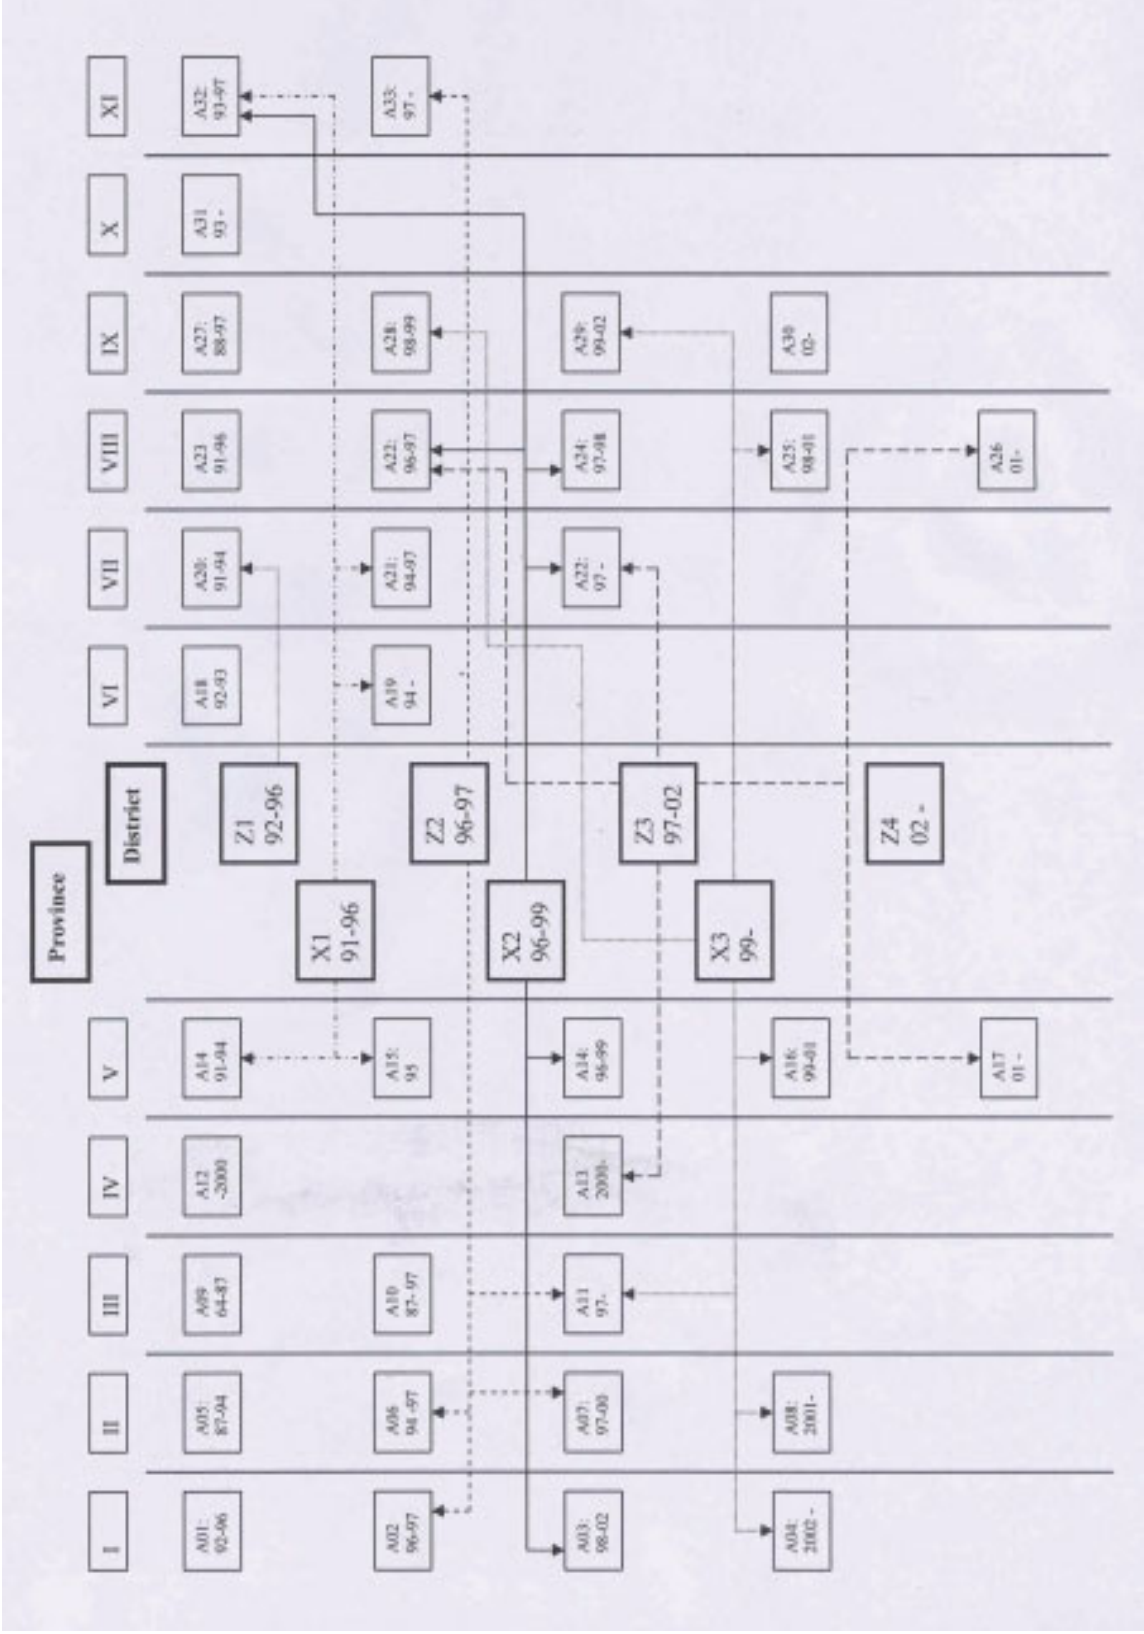 Province
District
I
II
III
IV
V
VI
VII
VIII
IX
X
XI
A01:
92-96
A05:
87-94
A09
64-87
A12
-2000
A14
91-94
Z1
92-96
A18
92-93
A20:
91-94
A23
91-96
A27:
88-97
A31
93 -
A32:
93-97
X1
91-96
A02
96-97
A06
94 -97
A10
87- 97
A15:
95
Z2
96-97
A19
94 -
A21:
94-97
A22:
96-97
A28:
98-99
A33:
97 -
X2
96-99
A03:
98-02
A07:
97-00
A11
97-
A13
2000-
A14:
96-99
Z3
97-02
A22:
97 -
A24:
97-98
A29:
99-02
X3
99-
A04:
2002 -
A08:
2001-
A16:
99-01
Z4
02 -
A25:
98-01
A30
02-
A17
01 -
A26
01-